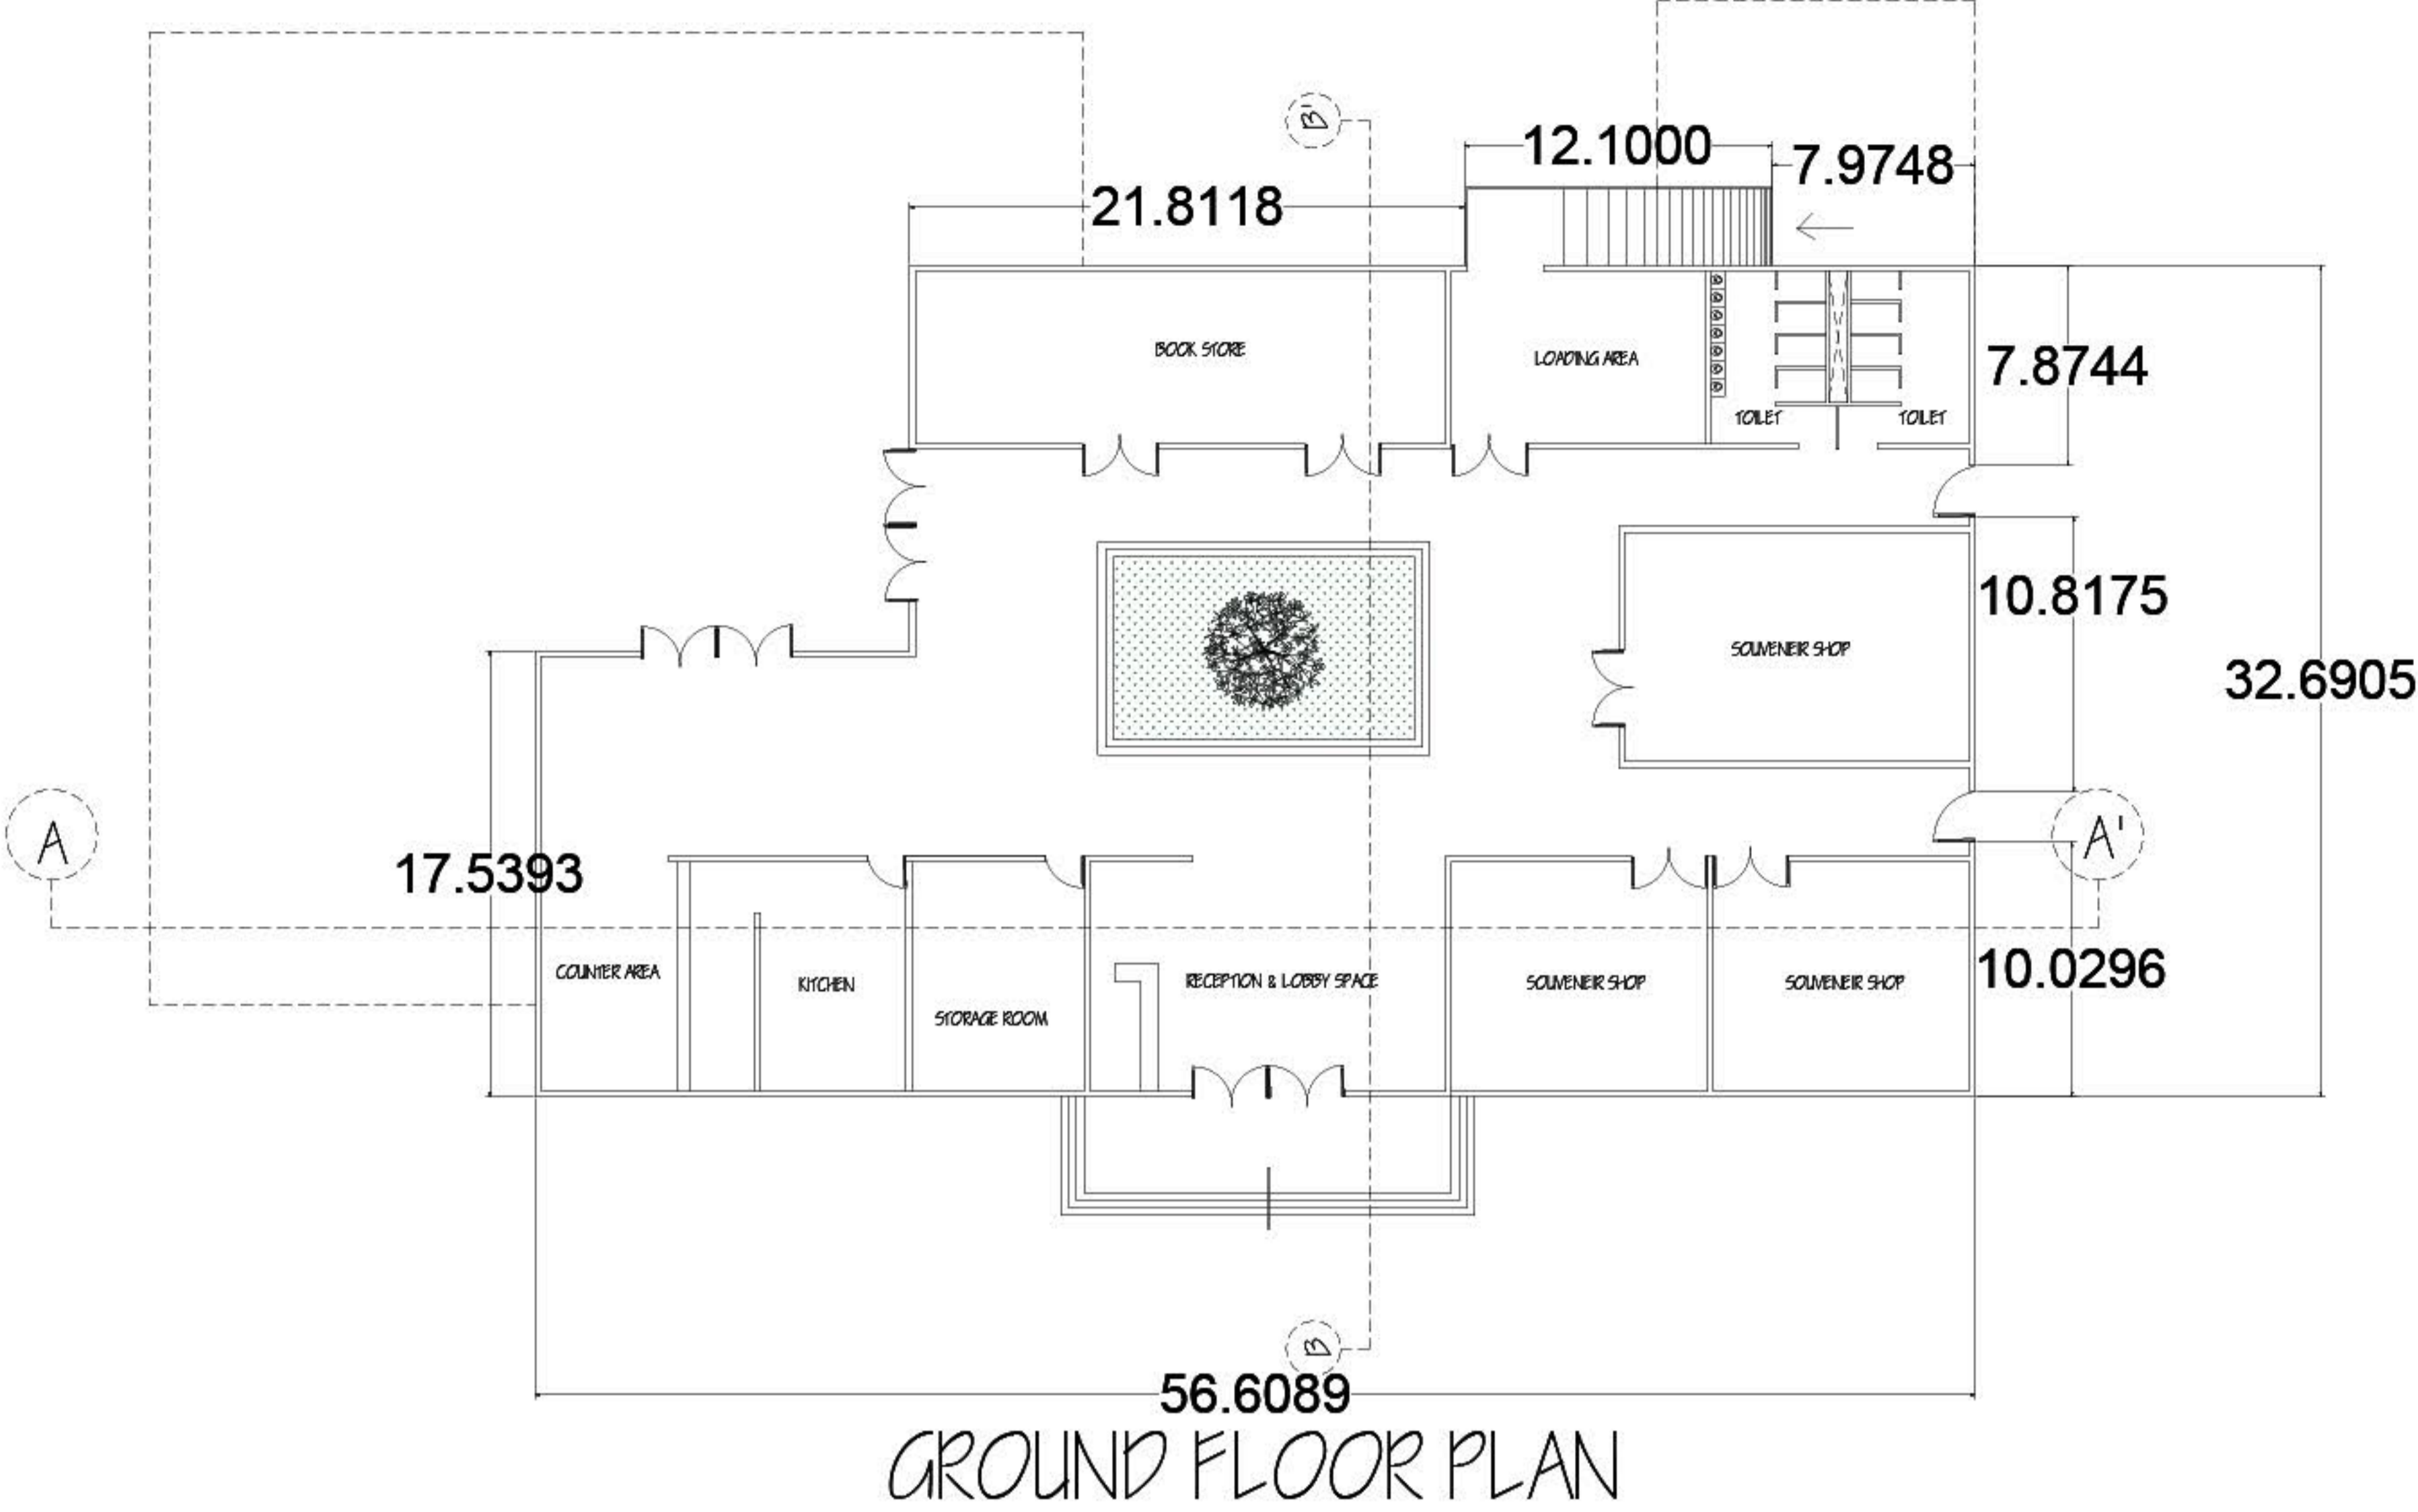 B'
12.1000
7.9748
21.8118
BOOK STORE
LOADING AREA
TOILET
TOILET
7.8744
10.8175
SOUVENEIR SHOP
32.6905
A
A'
17.5393
COUNTER AREA
KITCHEN
STORAGE ROOM
RECEPTION & LOBBY SPACE
SOUVENEIR SHOP
SOUVENEIR SHOP
10.0296
B
56.6089
GROUND FLOOR PLAN